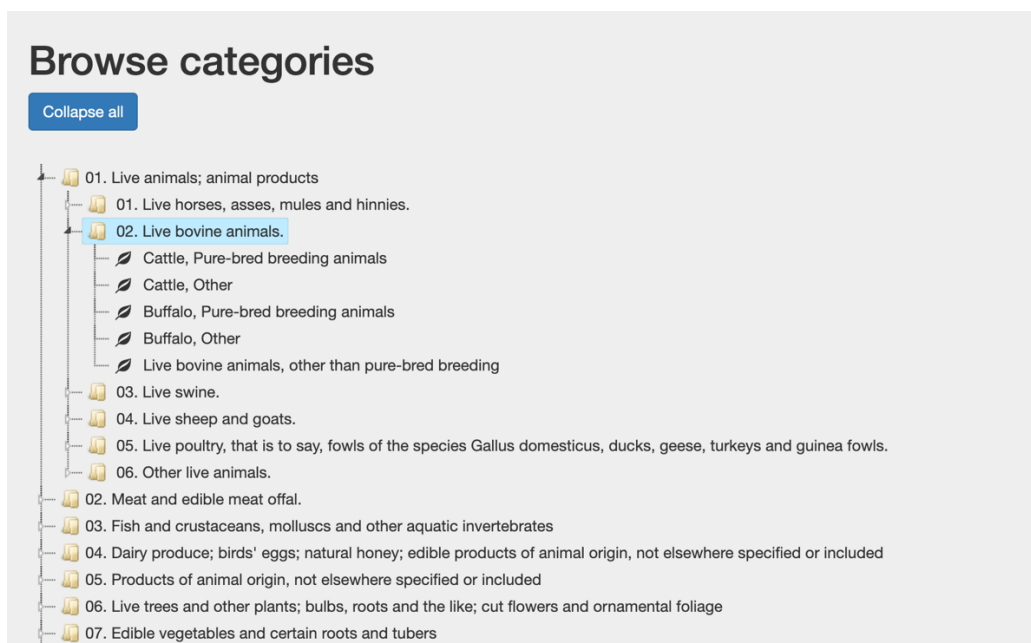 Browse categories
Collapse all
01. Live animals; animal products
01. Live horses, asses, mules and hinnies.
02. Live bovine animals.
Cattle, Pure-bred breeding animals
Cattle, Other
Buffalo, Pure-bred breeding animals
Buffalo, Other
Live bovine animals, other than pure-bred breeding
03. Live swine.
04. Live sheep and goats.
05. Live poultry, that is to say, fowls of the species Gallus domesticus, ducks, geese, turkeys and guinea fowls.
06. Other live animals.
02. Meat and edible meat offal.
03. Fish and crustaceans, molluscs and other aquatic invertebrates
04. Dairy produce; birds' eggs; natural honey; edible products of animal origin, not elsewhere specified or included
05. Products of animal origin, not elsewhere specified or included
06. Live trees and other plants; bulbs, roots and the like; cut flowers and ornamental foliage
07. Edible vegetables and certain roots and tubers